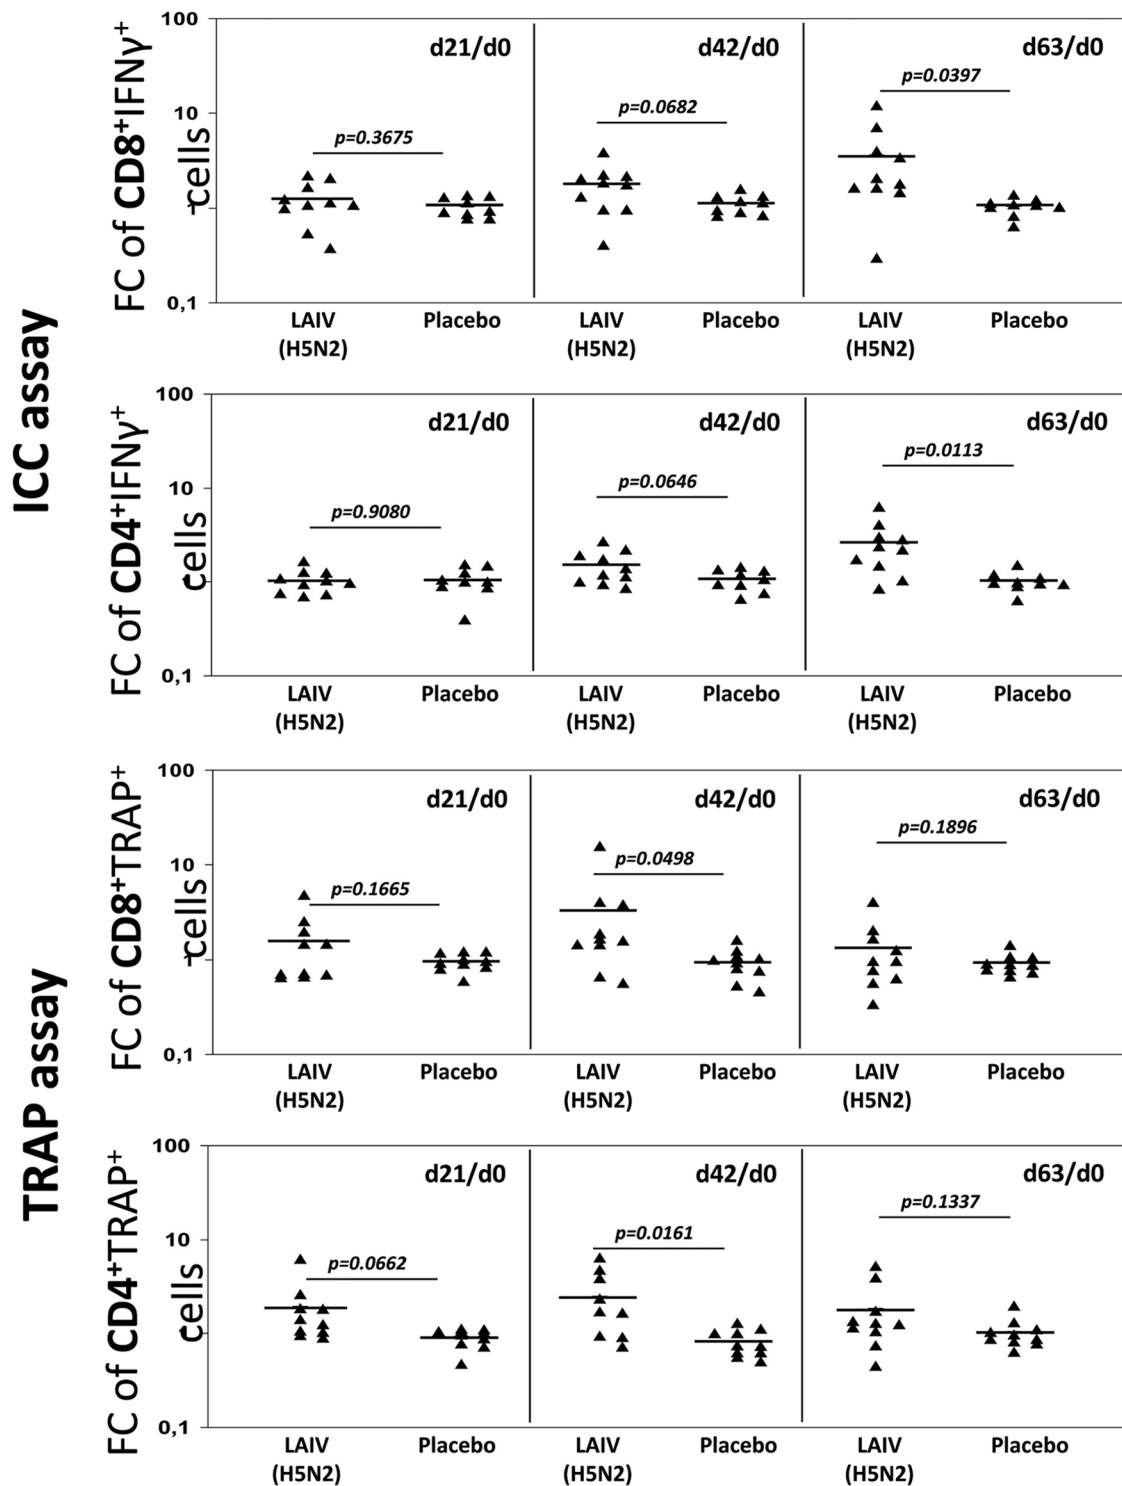 ICC assay
FC of CD8⁺IFNγ⁺
cells
100
10
0,1
d21/d0
d42/d0
d63/d0
p=0.3675
p=0.0682
p=0.0397
LAIV
(H5N2)
Placebo
LAIV
(H5N2)
Placebo
LAIV
(H5N2)
Placebo
FC of CD4⁺IFNγ⁺
cells
100
10
0,1
d21/d0
d42/d0
d63/d0
p=0.9080
p=0.0646
p=0.0113
LAIV
(H5N2)
Placebo
LAIV
(H5N2)
Placebo
LAIV
(H5N2)
Placebo
TRAP assay
FC of CD8⁺TRAP⁺
cells
100
10
0,1
d21/d0
d42/d0
d63/d0
p=0.1665
p=0.0498
p=0.1896
LAIV
(H5N2)
Placebo
LAIV
(H5N2)
Placebo
LAIV
(H5N2)
Placebo
FC of CD4⁺TRAP⁺
cells
100
10
0,1
d21/d0
d42/d0
d63/d0
p=0.0662
p=0.0161
p=0.1337
LAIV
(H5N2)
Placebo
LAIV
(H5N2)
Placebo
LAIV
(H5N2)
Placebo